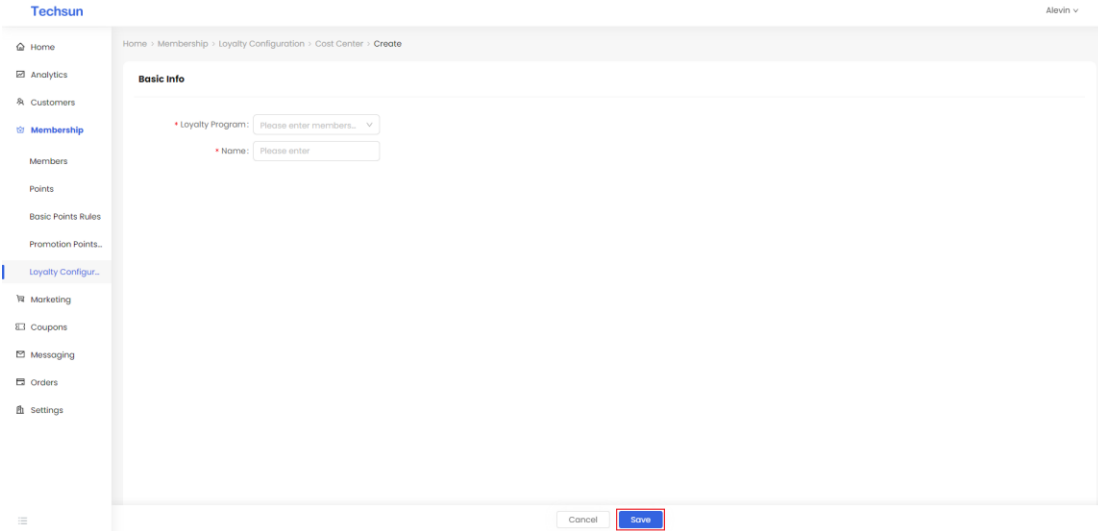 Techsun
Alevin
Home
Analytics
Customers
Membership
Members
Points
Basic Points Rules
Promotion Points...
Loyalty Configur...
Marketing
Coupons
Messaging
Orders
Settings
Home > Membership > Loyalty Configuration > Cost Center > Create
Basic Info
* Loyalty Program: Please enter members...
* Name: Please enter
Cancel Save